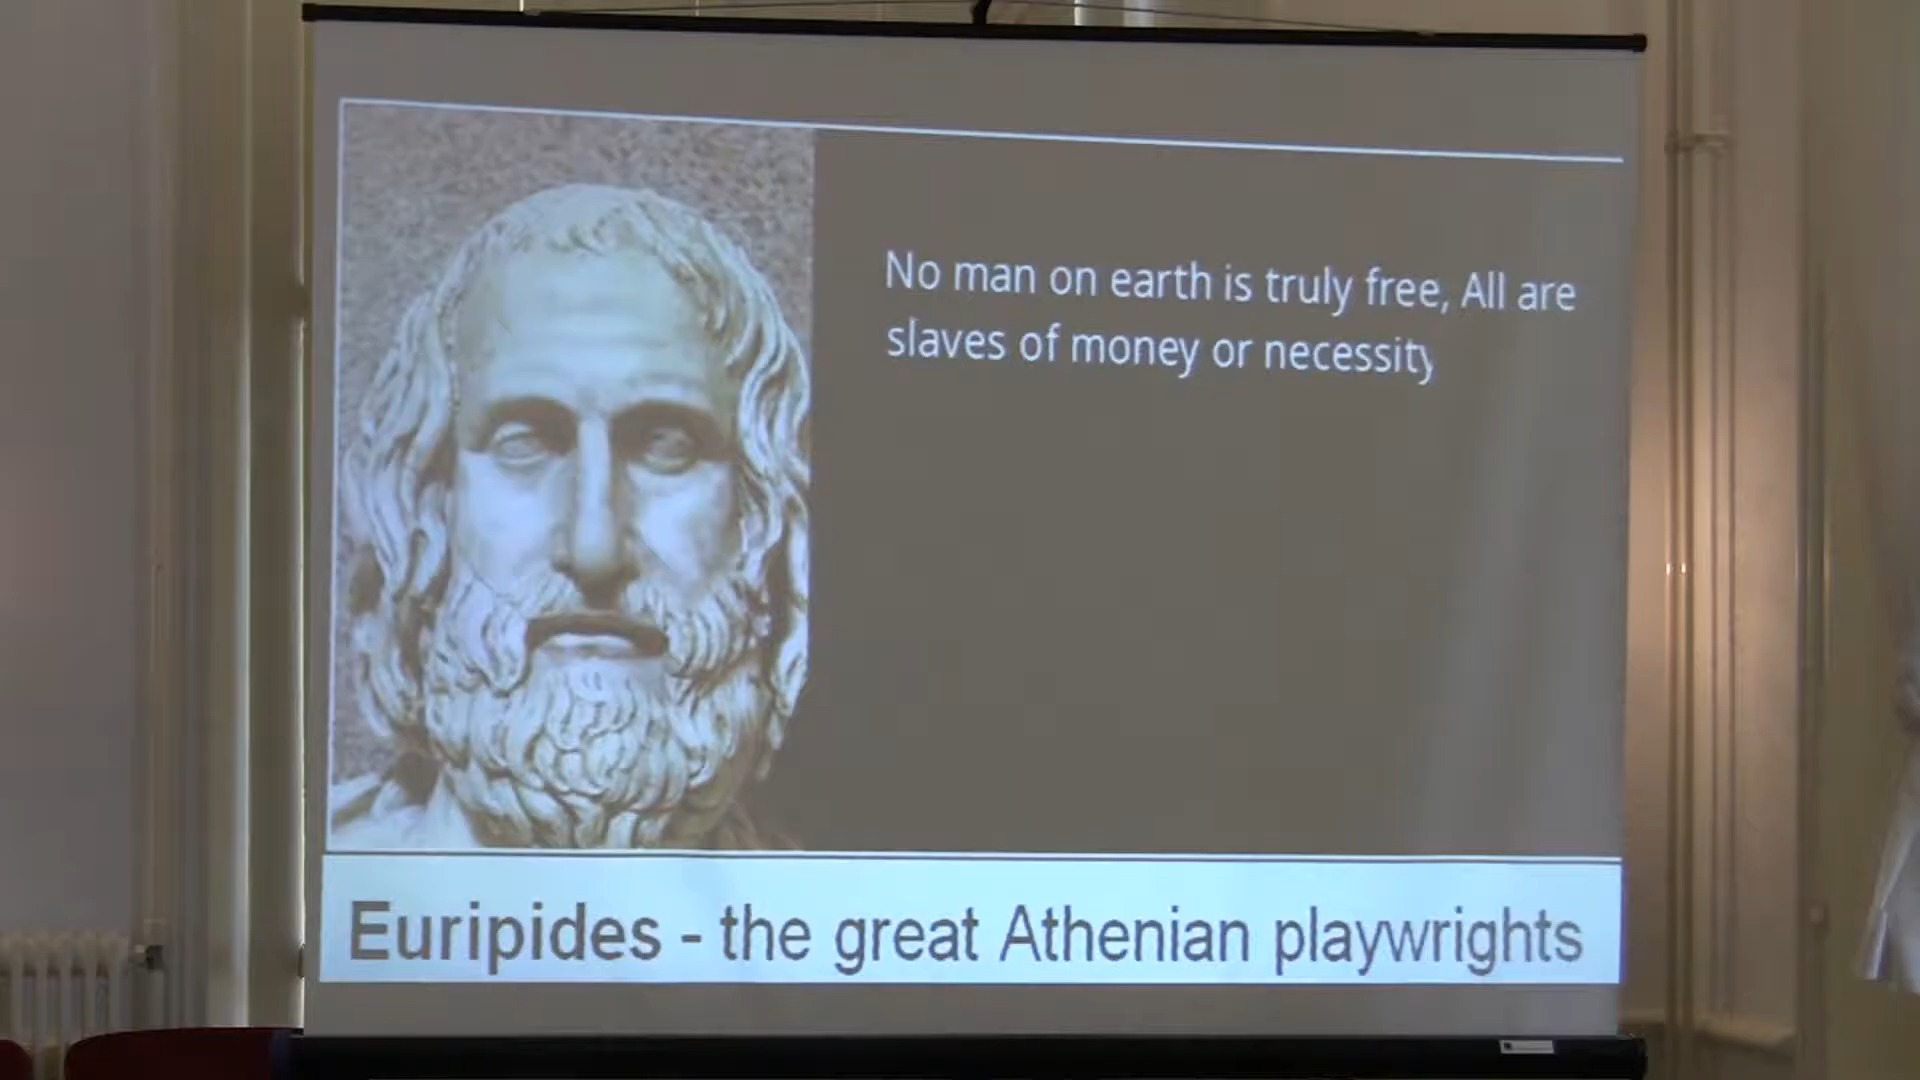 No man on earth is truly free, All are
slaves of money or necessity
Euripides - the great Athenian playwrights